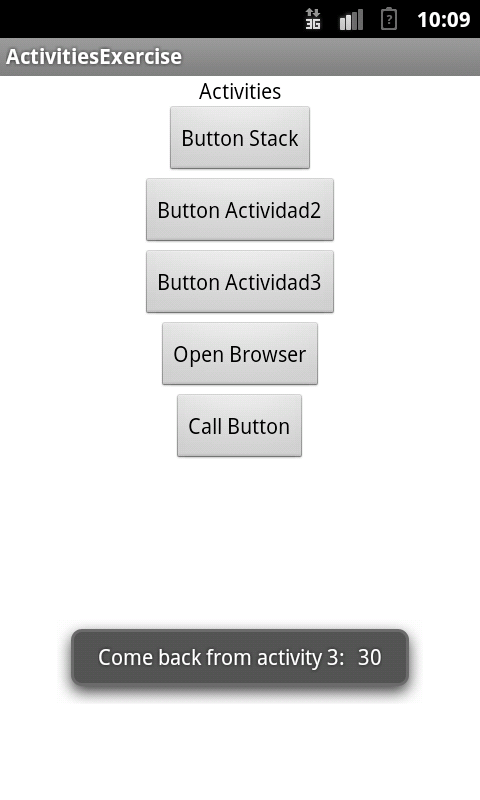 3G 10:09
ActivitiesExercise
Activities
Button Stack
Button Actividad2
Button Actividad3
Open Browser
Call Button
Come back from activity 3: 30